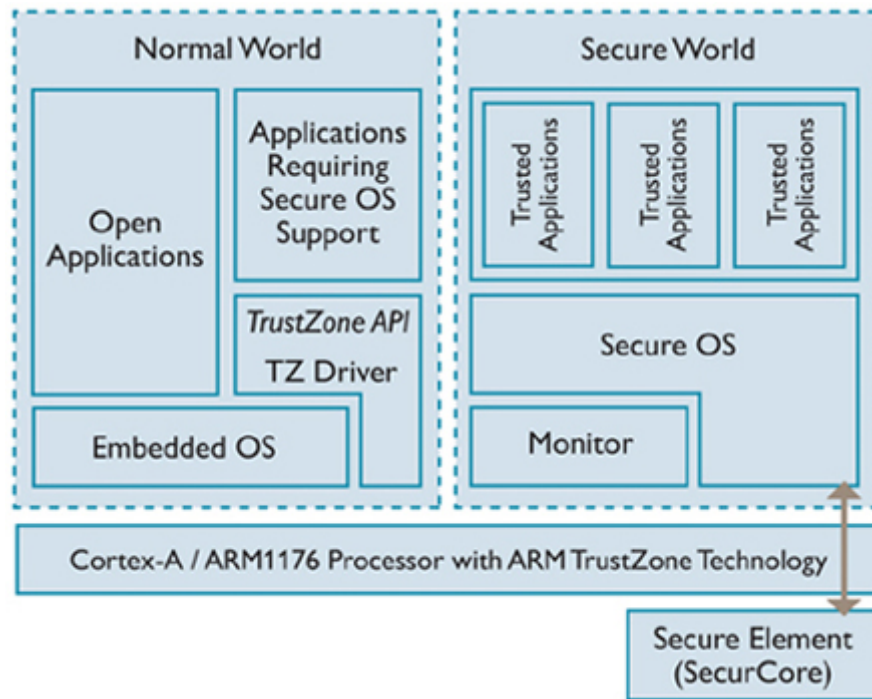 Normal World
Open
Applications
Applications
Requiring
Secure OS
Support
TrustZone API
TZ Driver
Embedded OS
Secure World
Trusted
Applications
Trusted
Applications
Trusted
Applications
Secure OS
Monitor
Cortex-A / ARM1176 Processor with ARM TrustZone Technology
Secure Element
(SecurCore)